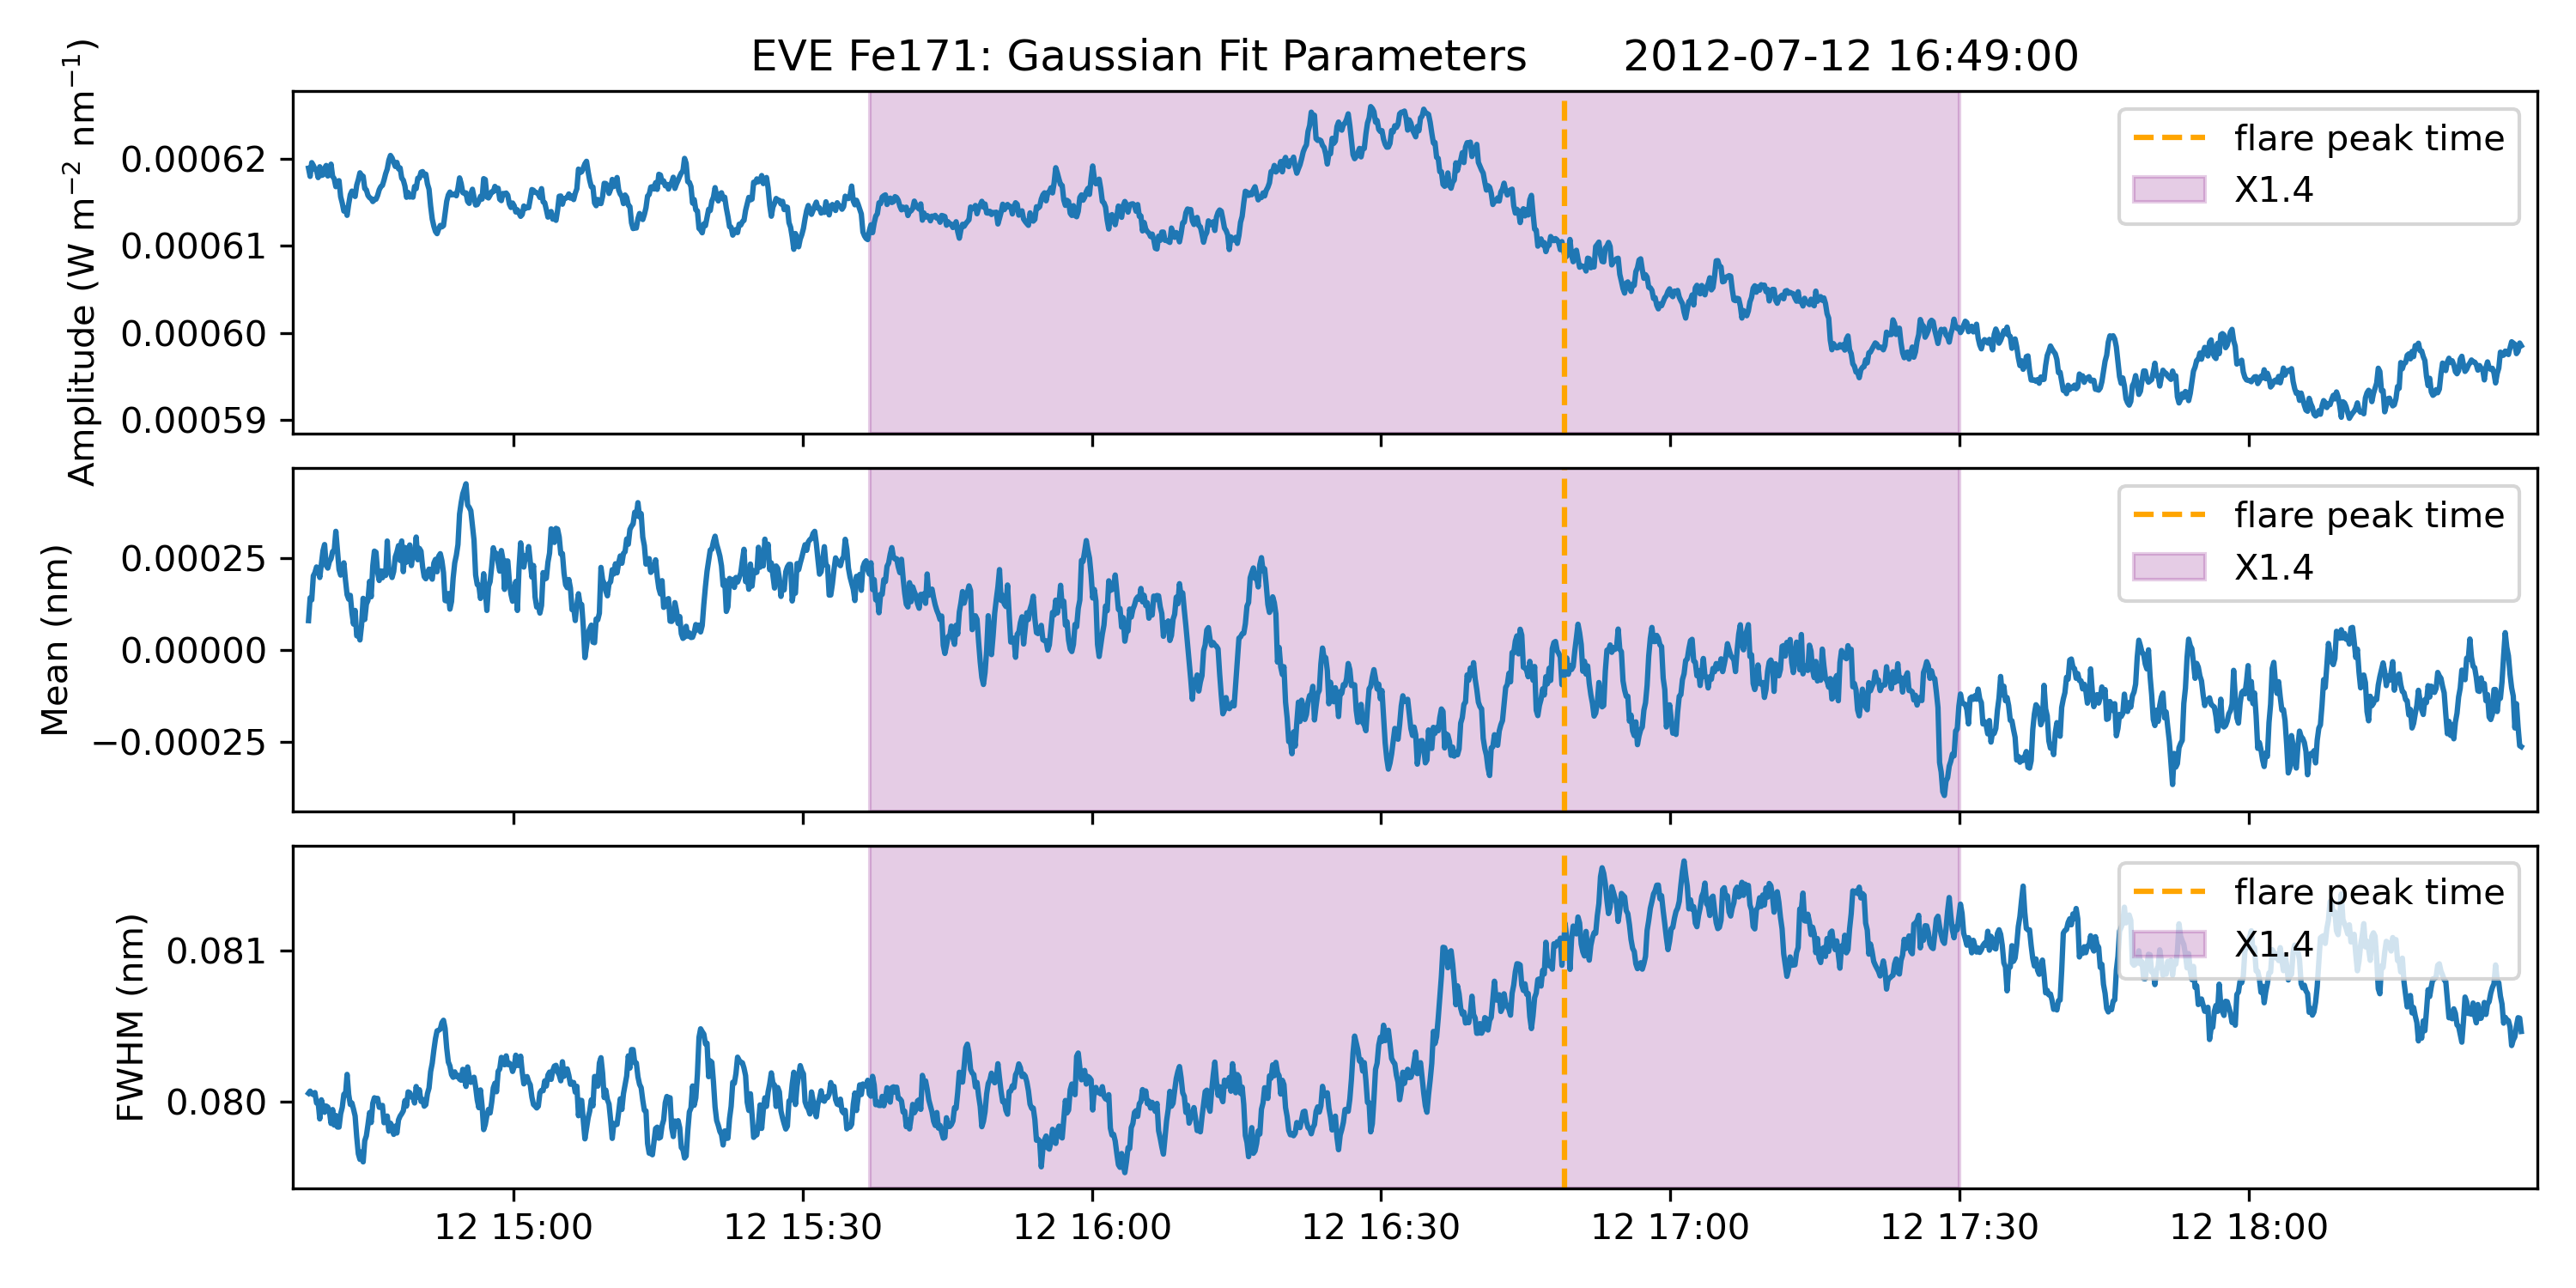 EVE Fe171: Gaussian Fit Parameters 2012-07-12 16:49:00
Amplitude (W m⁻² nm⁻¹)
0.00062
0.00061
0.00060
0.00059
flare peak time
X1.4
Mean (nm)
0.00025
0.00000
−0.00025
flare peak time
X1.4
FWHM (nm)
0.081
0.080
flare peak time
X1.4
12 15:00 12 15:30 12 16:00 12 16:30 12 17:00 12 17:30 12 18:00